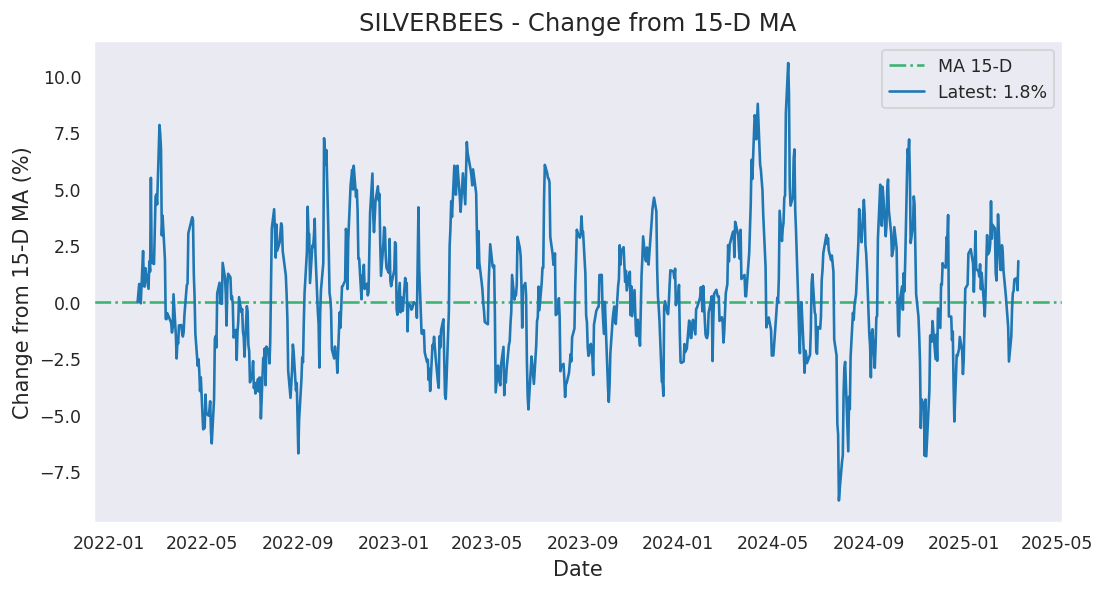 SILVERBEES - Change from 15-D MA
MA 15-D
Latest: 1.8%
Change from 15-D MA (%)
10.0
7.5
5.0
2.5
0.0
−2.5
−5.0
−7.5
2022-01 2022-05 2022-09 2023-01 2023-05 2023-09 2024-01 2024-05 2024-09 2025-01 2025-05
Date